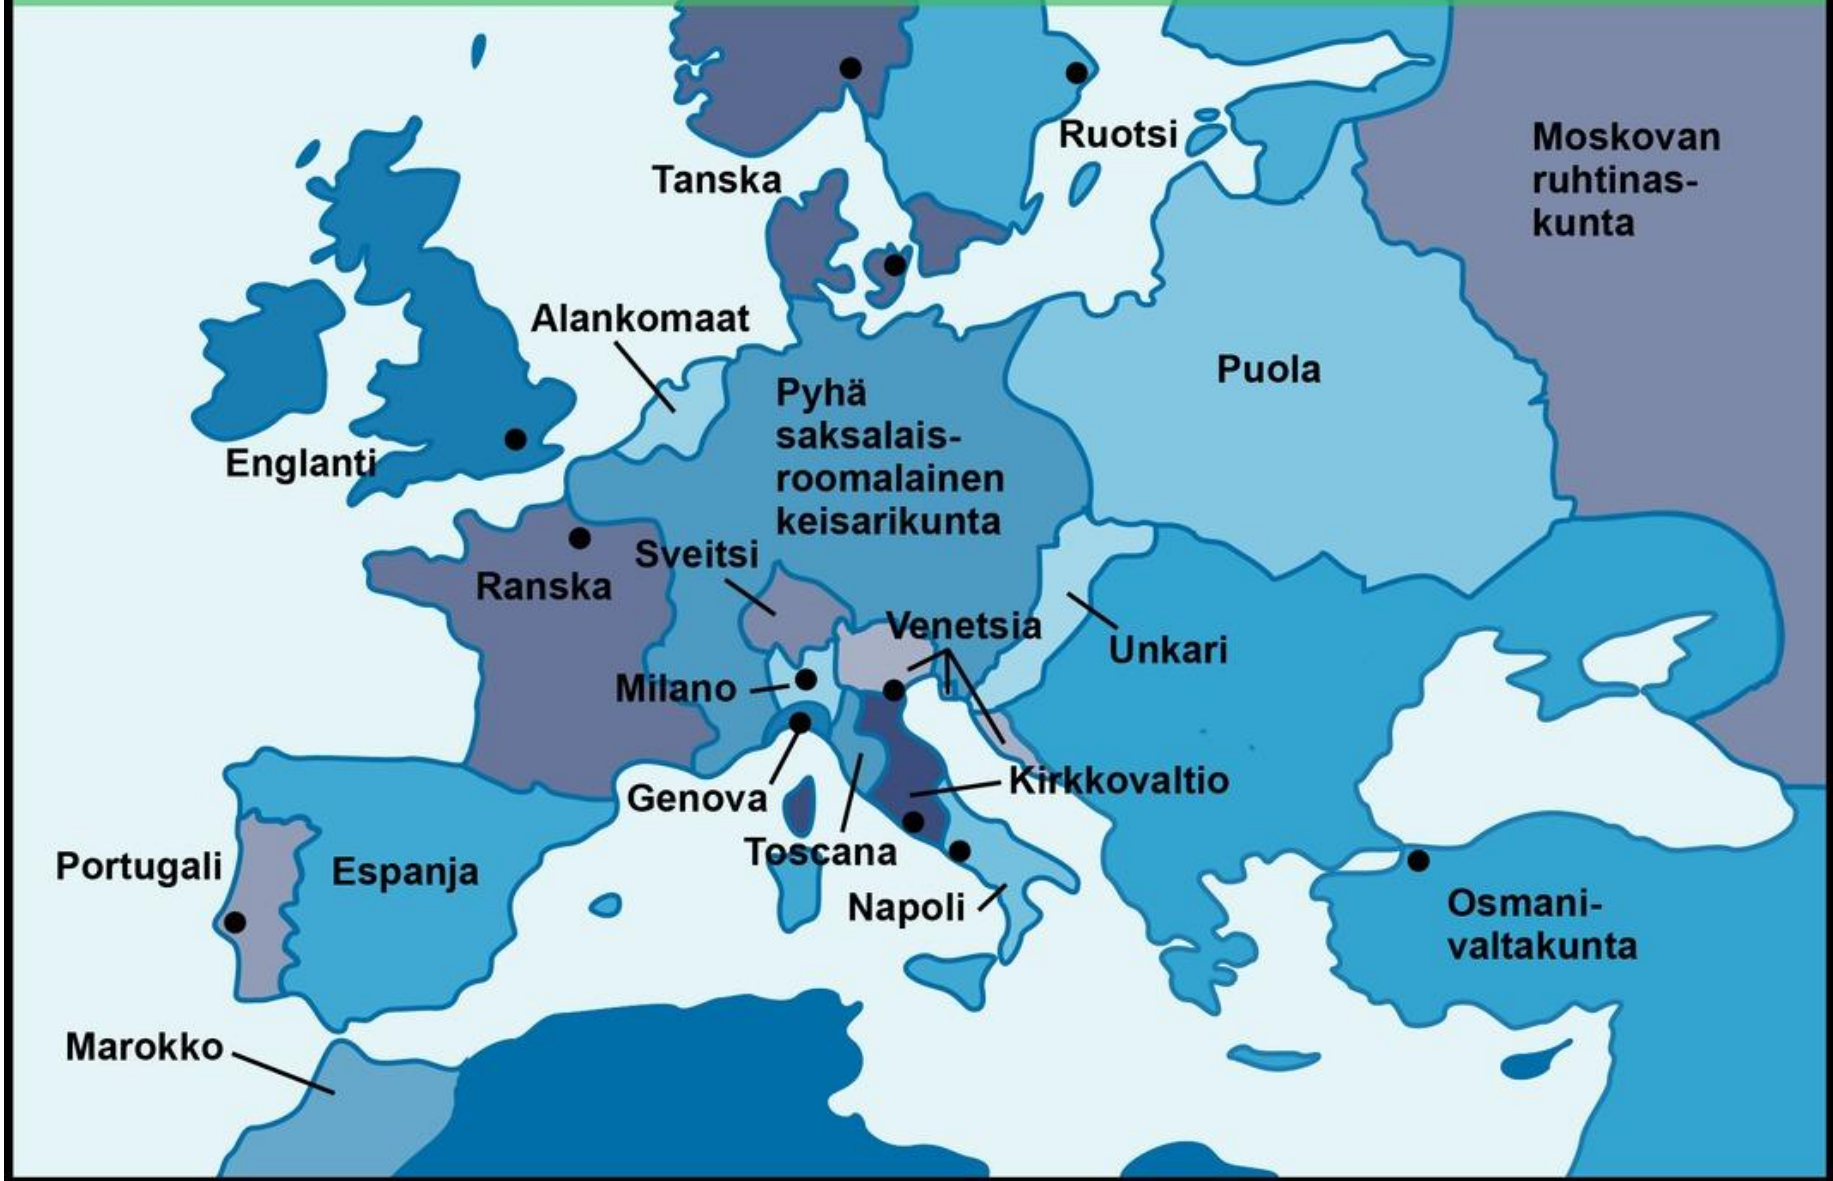 Ruotsi
Tanska
Moskovan
ruhtinas-
kunta
Alankomaat
Puola
Pyhä
saksalais-
roomalainen
keisarikunta
Englanti
Sveitsi
Ranska
Venetsia
Unkari
Milano
Kirkkovaltio
Genova
Toscana
Portugali
Espanja
Napoli
Osmani-
valtakunta
Marokko